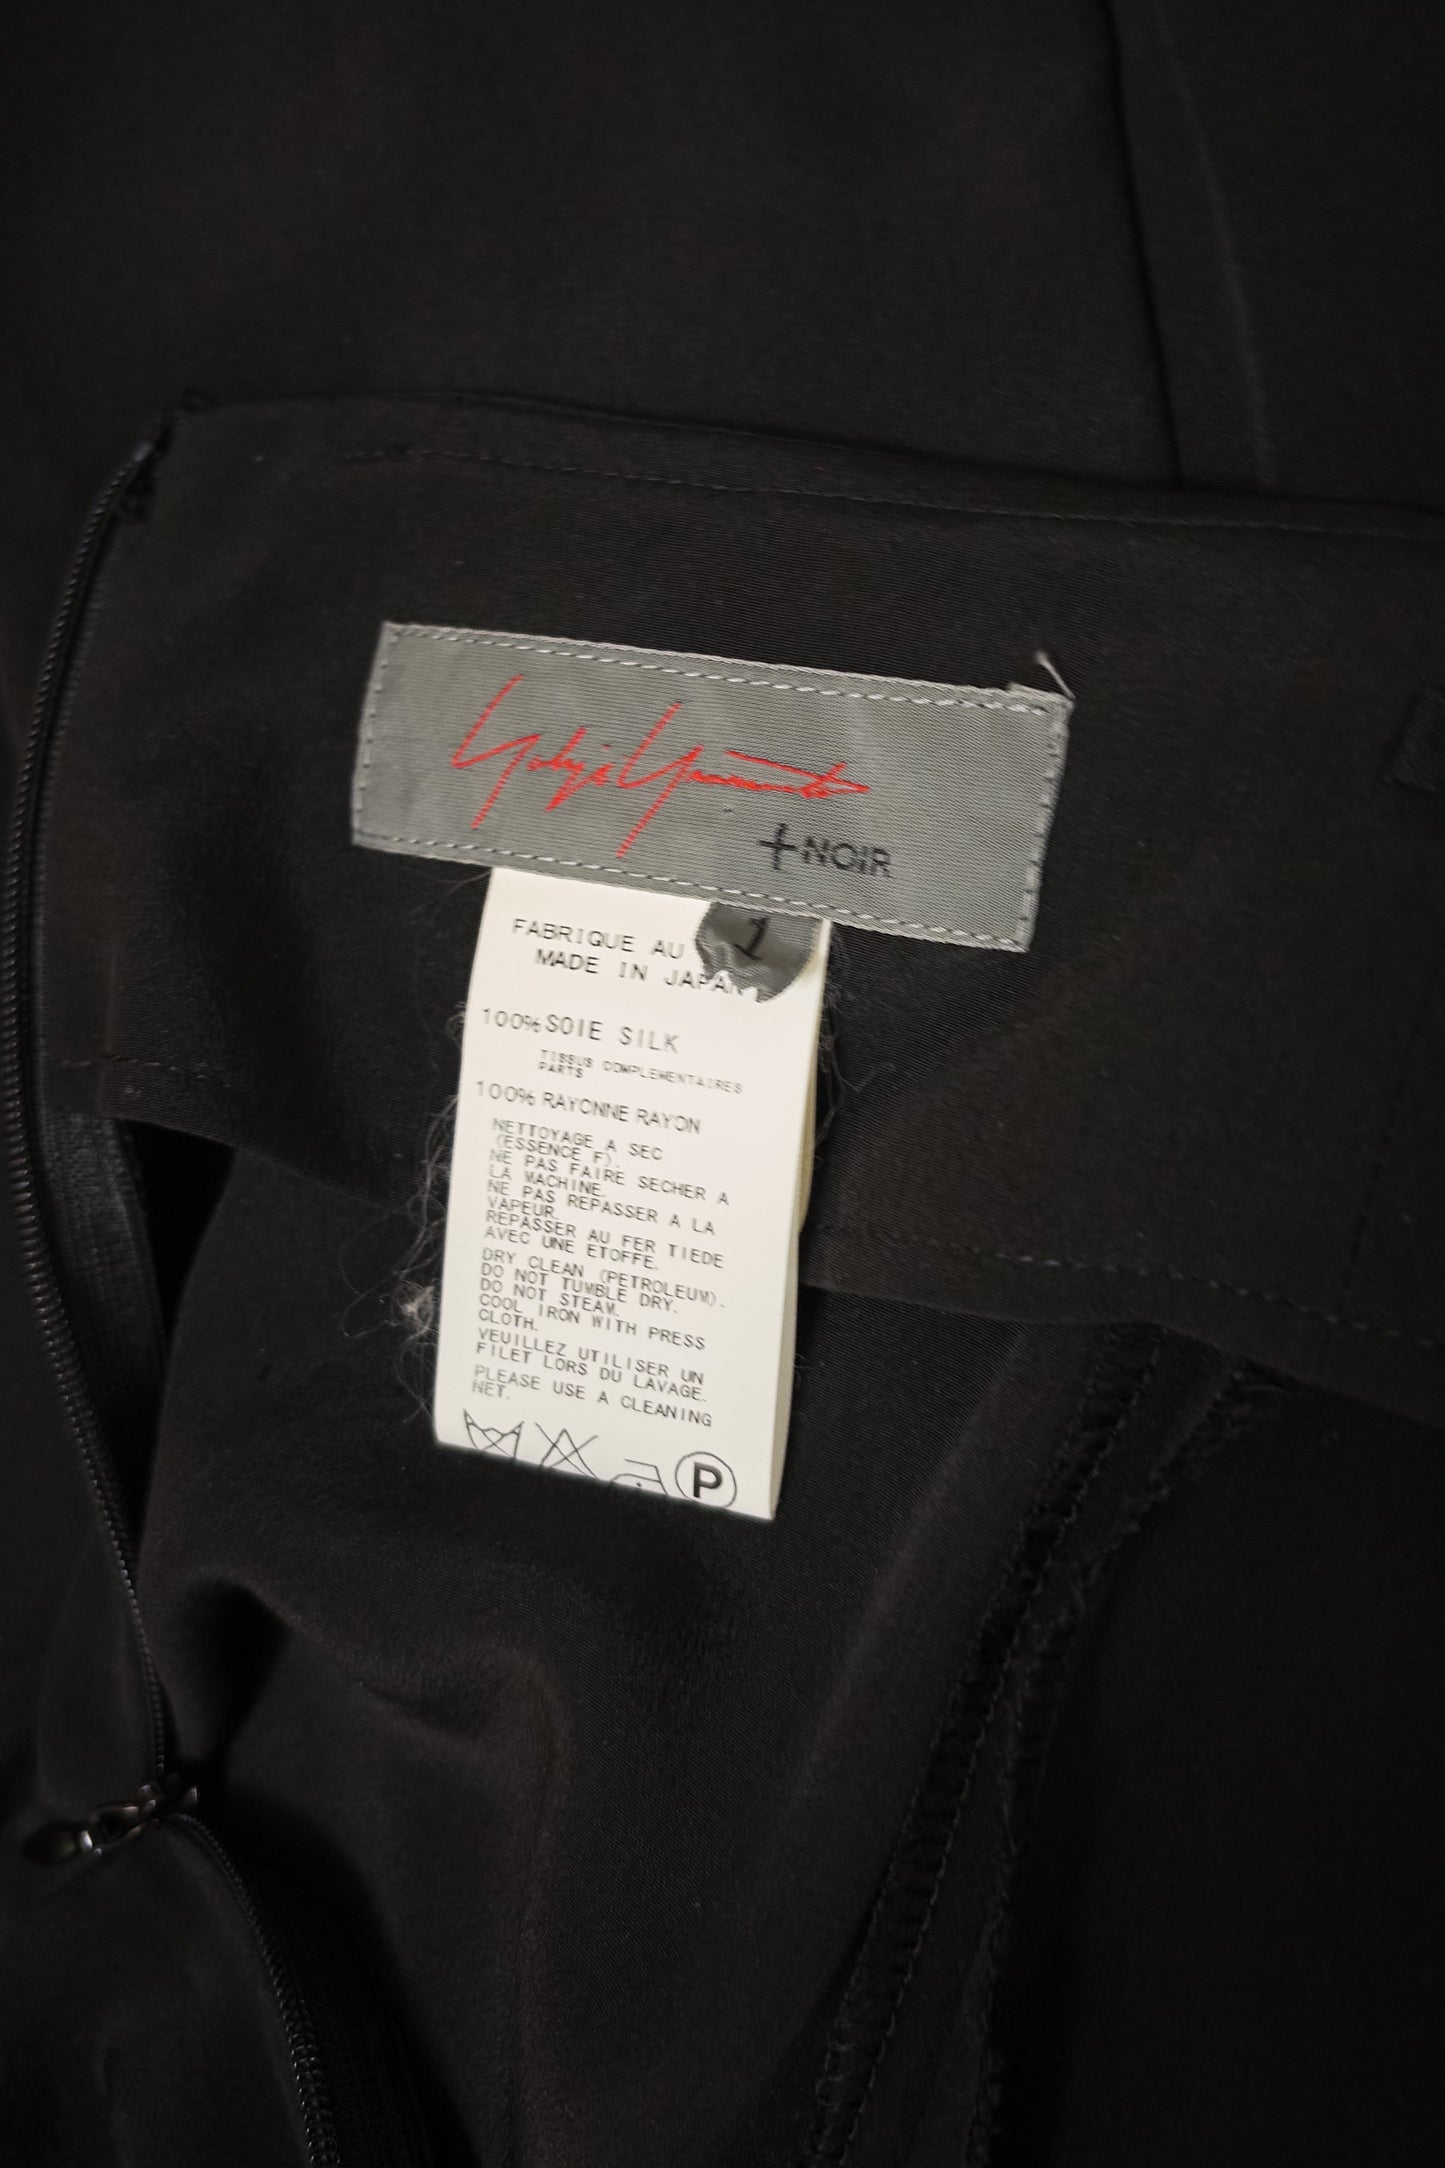 Yohji Yamamoto
+NOIR
1
FABRIQUE AU
MADE IN JAPAN
100% SOIE SILK
TISSUS COMPLEMENTAIRES
PARTS
100% RAYONNE RAYON
NETTOYAGE A SEC
(ESSENCE F).
NE PAS FAIRE SECHER A
LA MACHINE.
NE PAS REPASSER A LA
VAPEUR.
REPASSER AU FER TIEDE
AVEC UNE ETOFFE.
DRY CLEAN (PETROLEUM).
DO NOT TUMBLE DRY.
DO NOT STEAM.
COOL IRON WITH PRESS
CLOTH.
VEUILLEZ UTILISER UN
FILET LORS DU LAVAGE.
PLEASE USE A CLEANING
NET.
P